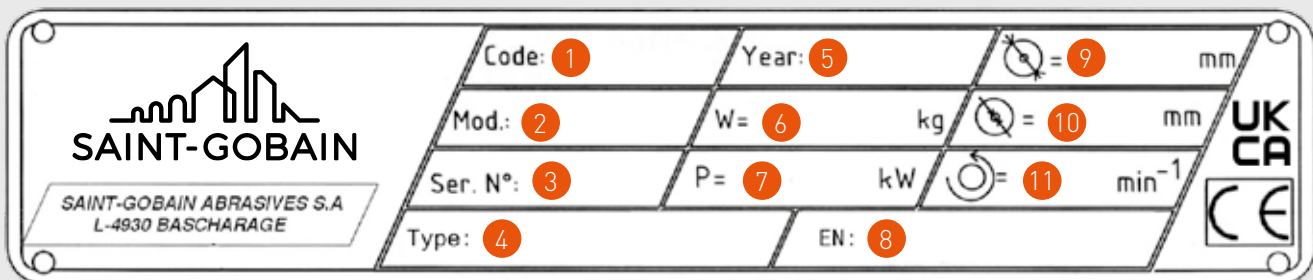 SAINT-GOBAIN
SAINT-GOBAIN ABRASIVES S.A
L-4930 BASCHARAGE
Code: 1
Year: 5
= 9 mm
Mod.: 2
W= 6 kg
= 10 mm
Ser. N°: 3
P= 7 kW
= 11 min⁻¹
Type: 4
EN: 8
UK
CA
CE